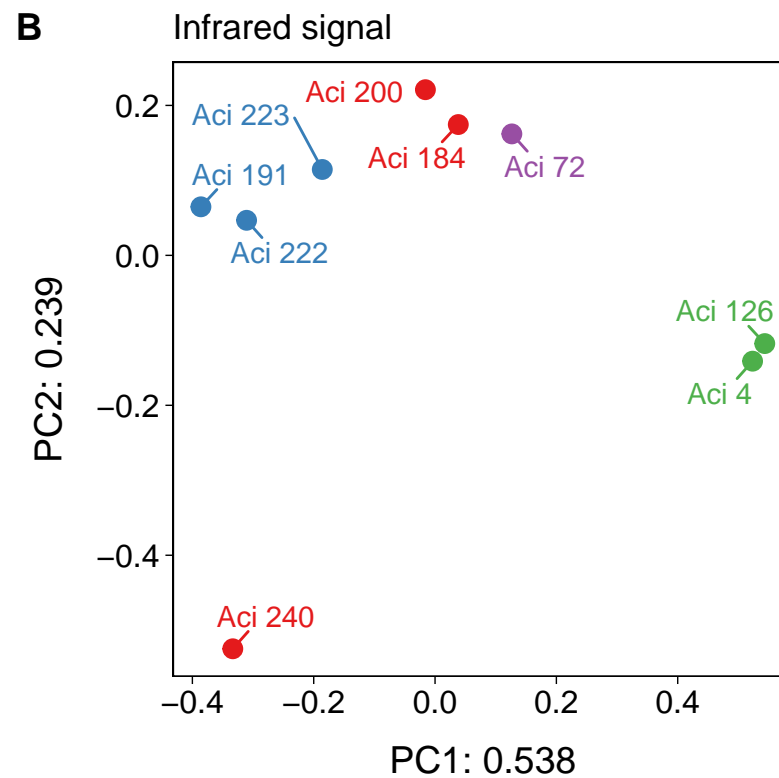 B
Infrared signal
Aci 200
Aci 223
Aci 184
Aci 72
Aci 191
Aci 222
Aci 126
Aci 4
Aci 240
0.2
0.0
−0.2
−0.4
PC2: 0.239
−0.4 −0.2 0.0 0.2 0.4
PC1: 0.538